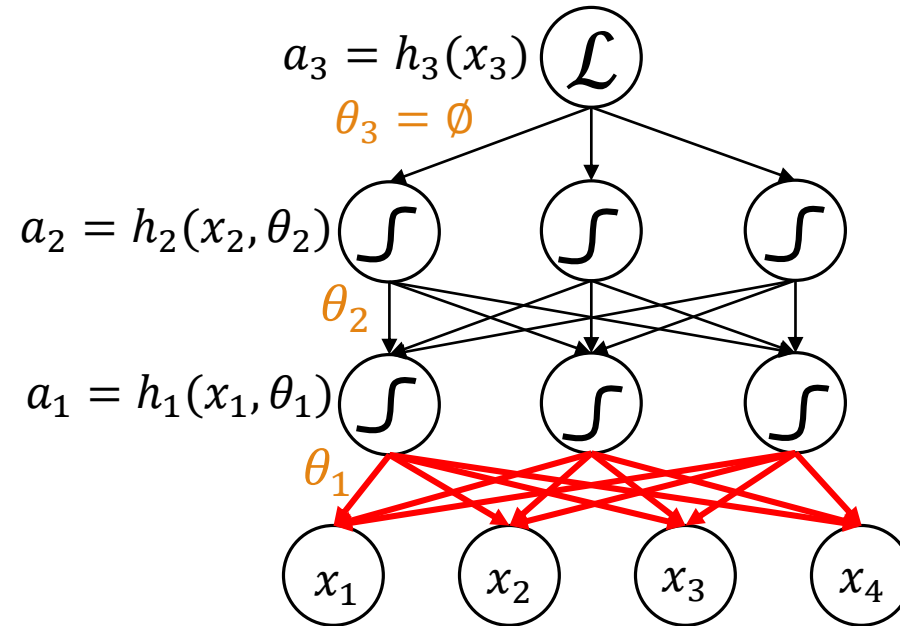 a₃ = h₃(x₃)
ℒ
θ₃ = ∅
a₂ = h₂(x₂, θ₂)
θ₂
a₁ = h₁(x₁, θ₁)
θ₁
x₁ x₂ x₃ x₄